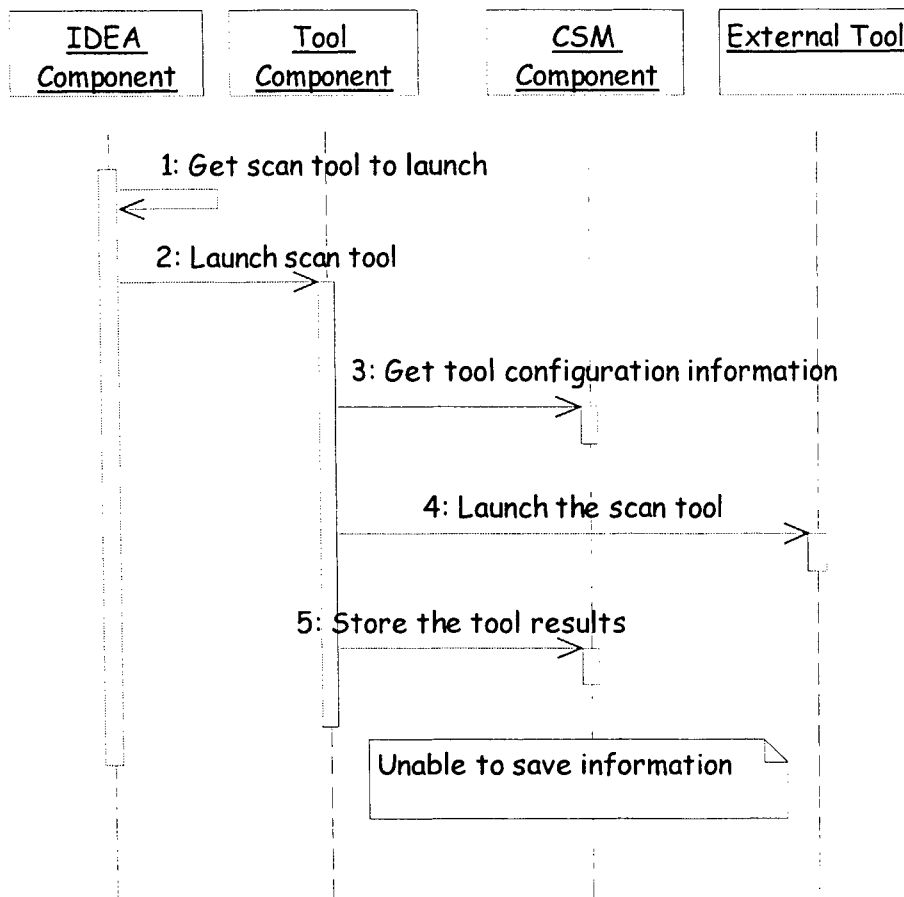 IDEA
Component
Tool
Component
CSM
Component
External Tool
1: Get scan tool to launch
2: Launch scan tool
3: Get tool configuration information
4: Launch the scan tool
5: Store the tool results
Unable to save information